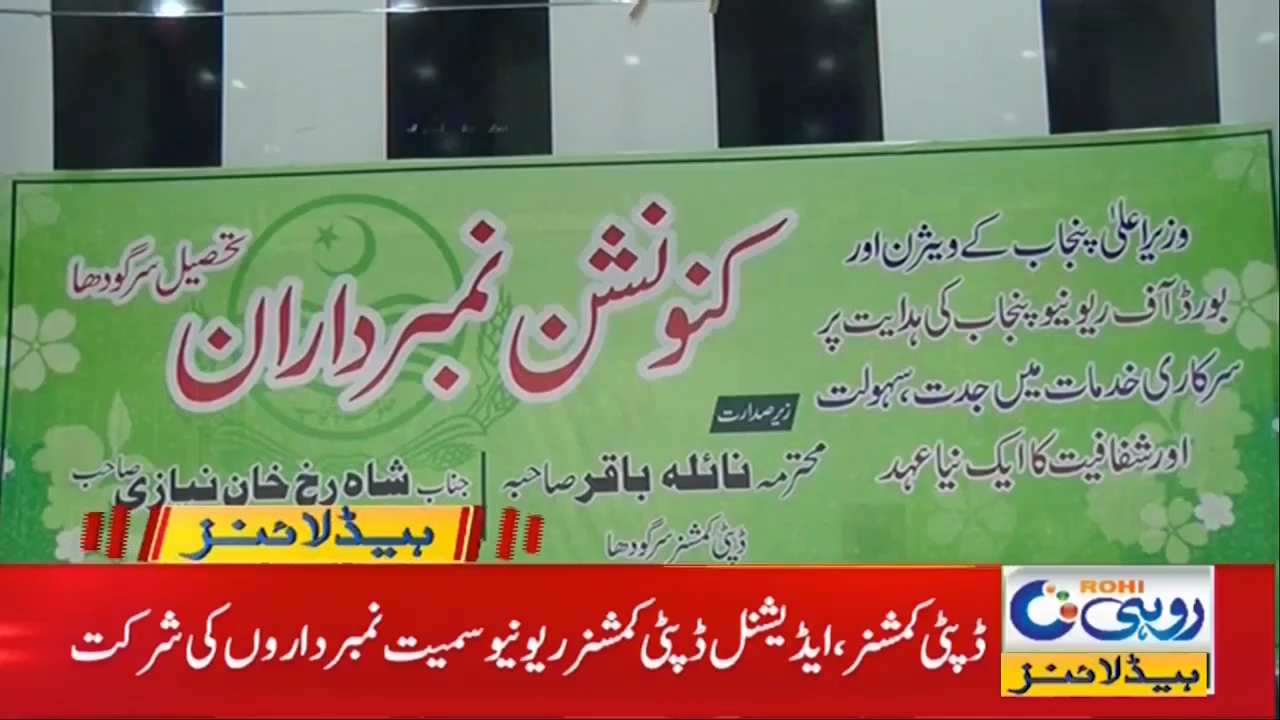 وزیراعلیٰ پنجاب کے ویژن اور
بورڈ آف ریونیو پنجاب کی ہدایت پر
سرکاری خدمات میں جدت، سہولت
اور شفافیت کا ایک نیا عہد
کنونشن نمبرداران
تحصیل سرگودھا
زیر صدارت
محترمہ نائلہ باقر صاحبہ
ڈپٹی کمشنر سرگودھا
جناب شاہ رخ خان نیازی صاحب
ہیڈلائنز
ڈپٹی کمشنر، ایڈیشنل ڈپٹی کمشنر ریونیو سمیت نمبرداروں کی شرکت
ROHI
روہی
ہیڈلائنز